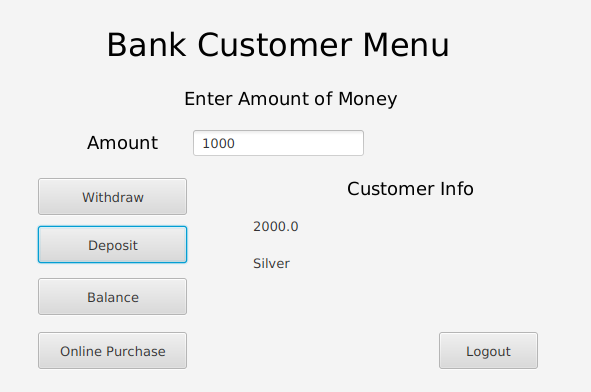 Bank Customer Menu
Enter Amount of Money
Amount 1000
Customer Info
Withdraw
2000.0
Deposit
Silver
Balance
Online Purchase
Logout